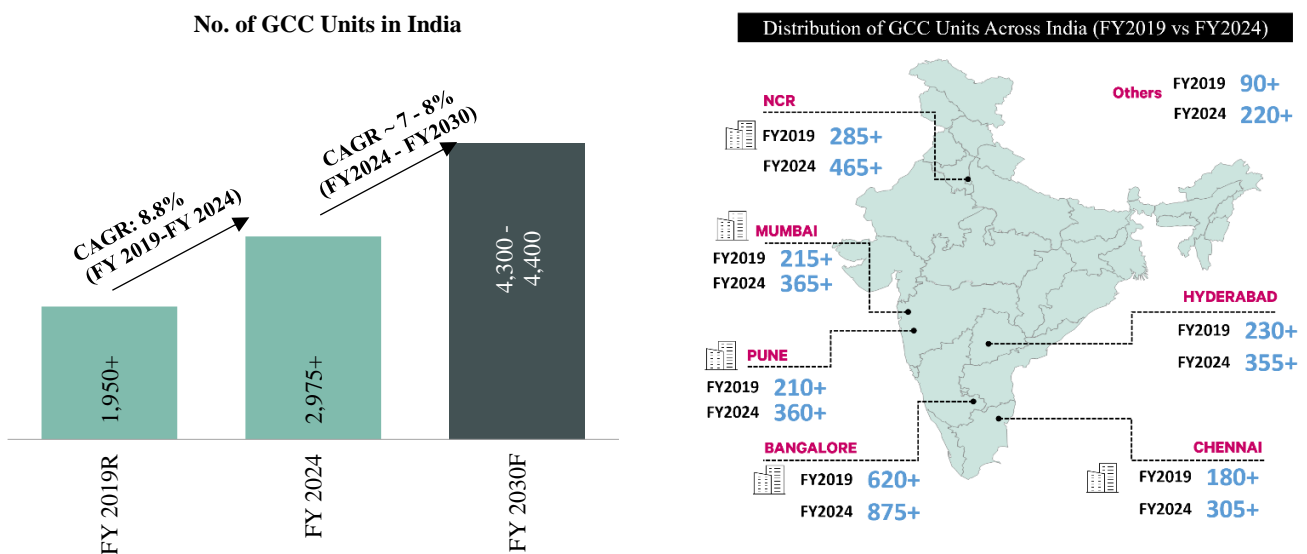 No. of GCC Units in India
CAGR: 8.8%
(FY 2019-FY 2024)
CAGR ~ 7 - 8%
(FY2024 - FY2030)
1,950+
2,975+
4,300 -
4,400
FY 2019R
FY 2024
FY 2030F
Distribution of GCC Units Across India (FY2019 vs FY2024)
NCR
FY2019 285+
FY2024 465+
Others
FY2019 90+
FY2024 220+
MUMBAI
FY2019 215+
FY2024 365+
HYDERABAD
FY2019 230+
FY2024 355+
PUNE
FY2019 210+
FY2024 360+
BANGALORE
FY2019 620+
FY2024 875+
CHENNAI
FY2019 180+
FY2024 305+